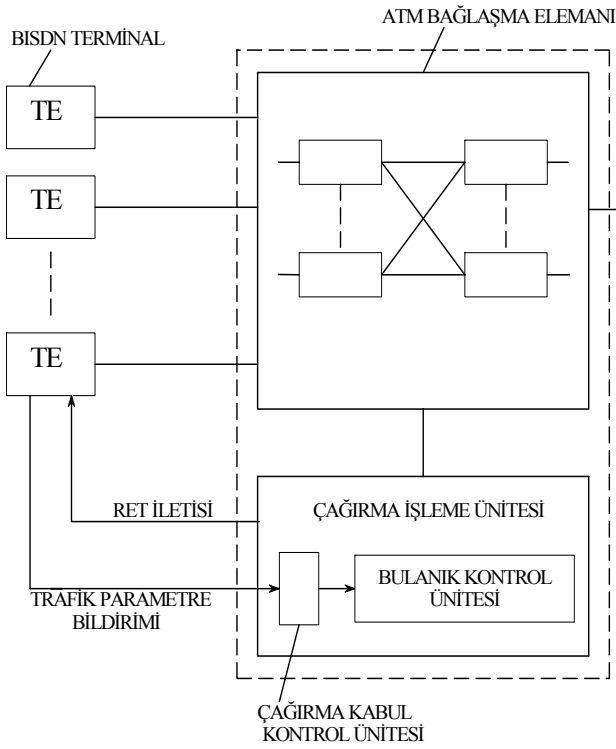 ATM BAĞLAŞMA ELEMANI
BISDN TERMİNAL
TE
TE
TE
RET İLETİSİ
ÇAĞIRMA İŞLEME ÜNİTESİ
BULANIK KONTROL
ÜNİTESİ
TRAFİK PARAMETRE
BİLDİRİMİ
ÇAĞIRMA KABUL
KONTROL ÜNİTESİ